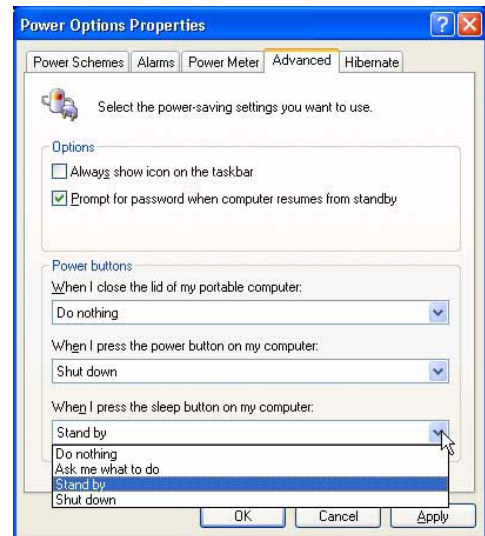 Power Options Properties
Power Schemes Alarms Power Meter Advanced Hibernate
Select the power-saving settings you want to use.
Options
Always show icon on the taskbar
Prompt for password when computer resumes from standby
Power buttons
When I close the lid of my portable computer:
Do nothing
When I press the power button on my computer:
Shut down
When I press the sleep button on my computer:
Stand by
Do nothing
Ask me what to do
Stand by
Shut down
OK Cancel Apply